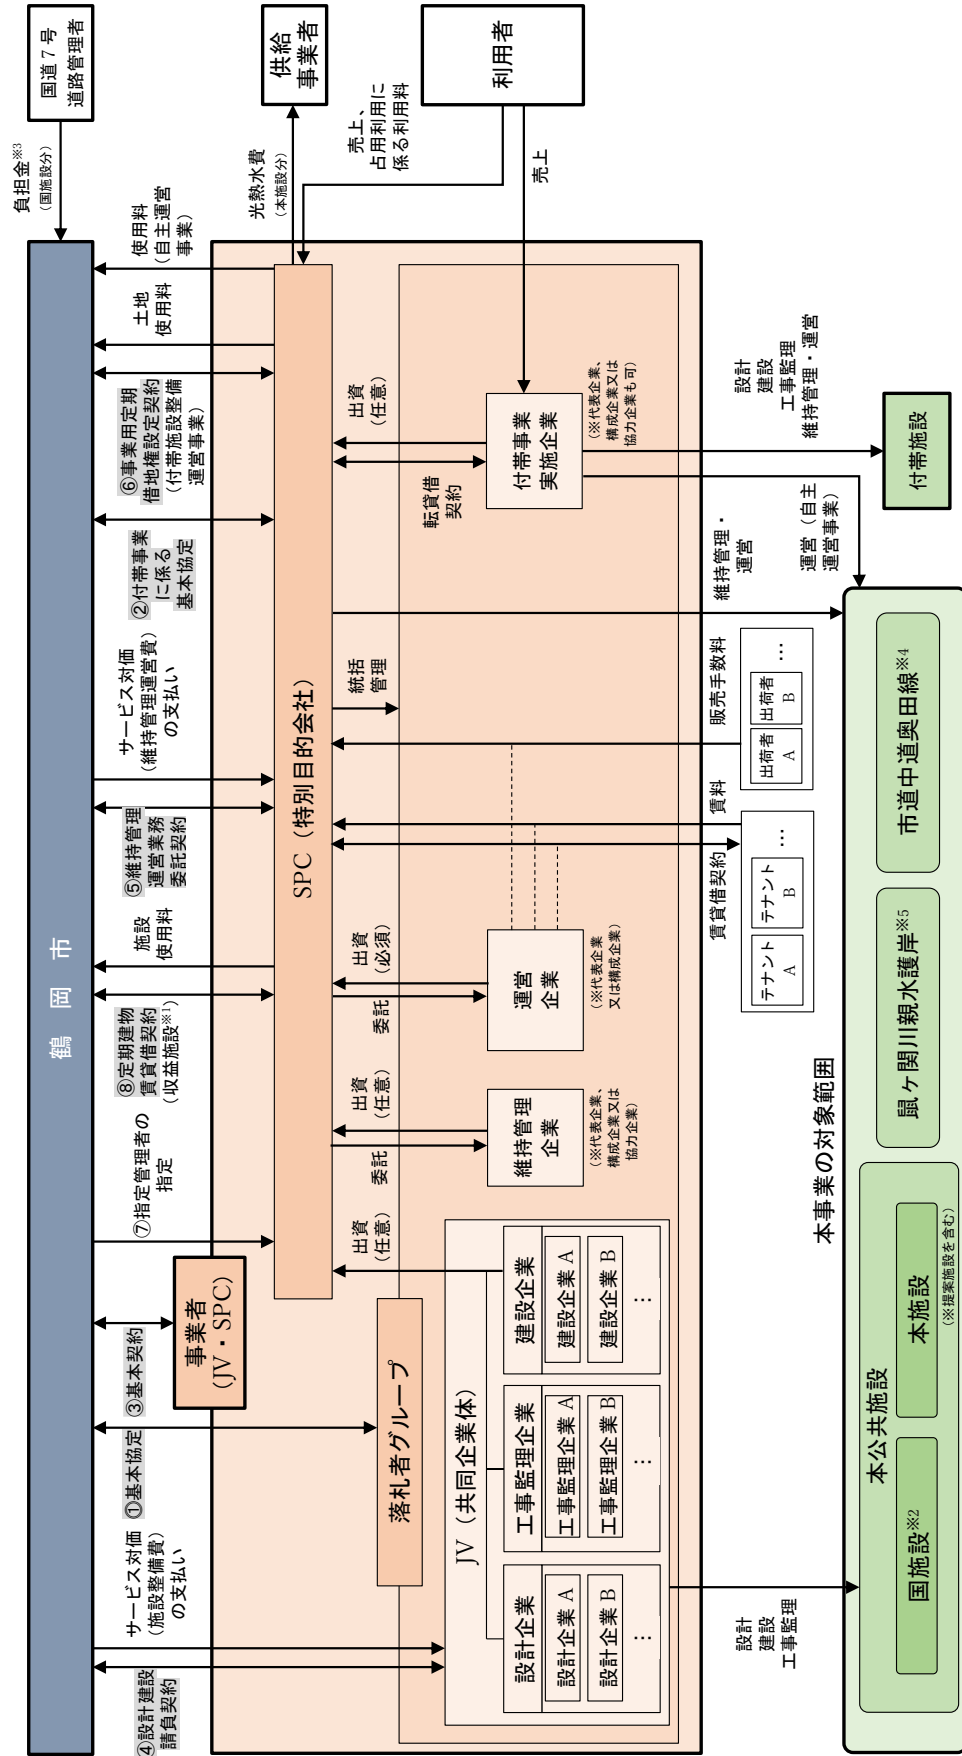 鶴岡市
国道７号
道路管理者
負担金※3
（国施設分）
④設計建設
請負契約
サービス対価
（施設整備費）
の支払い
①基本協定
③基本契約
⑦指定管理者の
指定
⑧定期建物
賃貸借契約
（収益施設※1）
施設
使用料
⑤維持管理
運営業務
委託契約
サービス対価
（維持管理運営費）
の支払い
②付帯事業
に係る
基本協定
⑥事業用定期
借地権設定契約
（付帯施設整備
運営事業）
土地
使用料
使用料
（自主運営
事業）
事業者
（JV・SPC）
SPC（特別目的会社）
光熱水費
（本施設分）
供給
事業者
売上、
占用利用に
係る利用料
利用者
売上
落札者グループ
出資
（任意）
委託
出資
（任意）
委託
出資
（必須）
統括
管理
転貸借
契約
出資
（任意）
JV（共同企業体）
設計企業
設計企業 A
設計企業 B
…
工事監理企業
工事監理企業 A
工事監理企業 B
…
建設企業
建設企業 A
建設企業 B
…
維持管理
企業
（※代表企業、
構成企業又は
協力企業）
運営
企業
（※代表企業
又は構成企業）
付帯事業
実施企業
（※代表企業、
構成企業又は
協力企業も可）
賃貸借契約
賃料
販売手数料
テナント
A
テナント
B
…
出荷者
A
出荷者
B
…
維持管理・
運営
設計
建設
工事監理
設計
建設
工事監理
維持管理・運営
運営（自主
運営事業）
付帯施設
本事業の対象範囲
本公共施設
国施設※2
本施設
（※提案施設を含む）
鼠ヶ関川親水護岸※5
市道中道奥田線※4